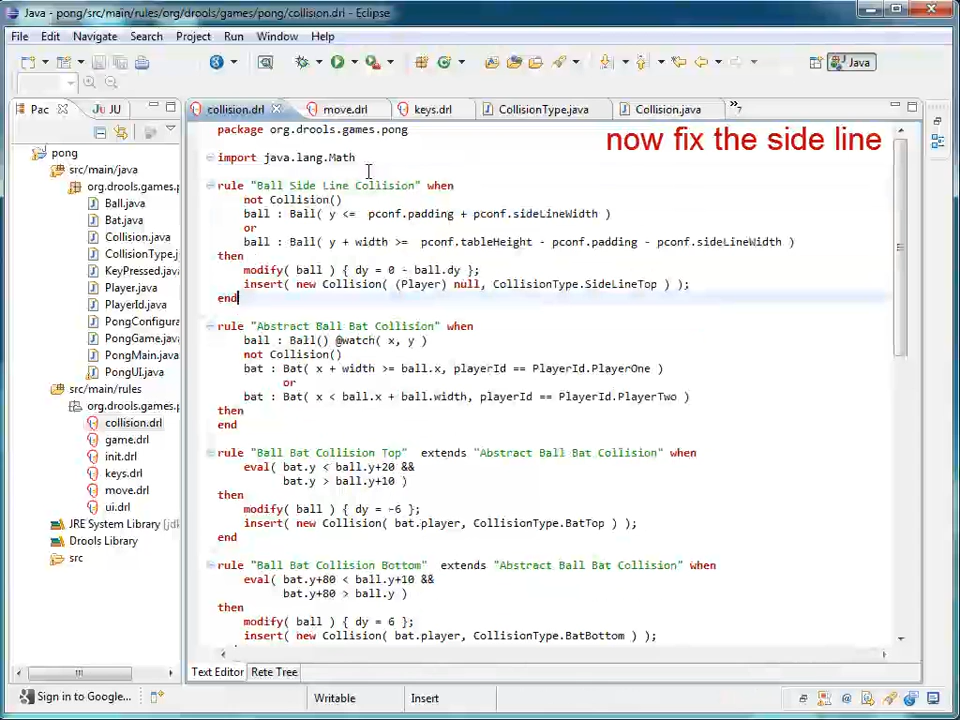 Java - pong/src/main/rules/org/drools/games/pong/collision.drl - Eclipse
File Edit Navigate Search Project Run Window Help
Java
Pac JU
collision.drl move.drl keys.drl CollisionType.java Collision.java »7
now fix the side line
pong
src/main/java
org.drools.games.p
Ball.java
Bat.java
Collision.java
CollisionType.j
KeyPressed.java
Player.java
PlayerId.java
PongConfigura
PongGame.java
PongMain.java
PongUI.java
src/main/rules
org.drools.games.p
collision.drl
game.drl
init.drl
keys.drl
move.drl
ui.drl
JRE System Library [jdk
Drools Library
src
package org.drools.games.pong
import java.lang.Math
rule "Ball Side Line Collision" when
not Collision()
ball : Ball( y <= pconf.padding + pconf.sideLineWidth )
or
ball : Ball( y + width >= pconf.tableHeight - pconf.padding - pconf.sideLineWidth )
then
modify( ball ) { dy = 0 - ball.dy };
insert( new Collision( (Player) null, CollisionType.SideLineTop ) );
end
rule "Abstract Ball Bat Collision" when
ball : Ball() @watch( x, y )
not Collision()
bat : Bat( x + width >= ball.x, playerId == PlayerId.PlayerOne )
or
bat : Bat( x < ball.x + ball.width, playerId == PlayerId.PlayerTwo )
then
end
rule "Ball Bat Collision Top" extends "Abstract Ball Bat Collision" when
eval( bat.y < ball.y+20 &&
bat.y > ball.y+10 )
then
modify( ball ) { dy = -6 };
insert( new Collision( bat.player, CollisionType.BatTop ) );
end
rule "Ball Bat Collision Bottom" extends "Abstract Ball Bat Collision" when
eval( bat.y+80 < ball.y+10 &&
bat.y+80 > ball.y )
then
modify( ball ) { dy = 6 };
insert( new Collision( bat.player, CollisionType.BatBottom ) );
Text Editor Rete Tree
Sign in to Google... Writable Insert